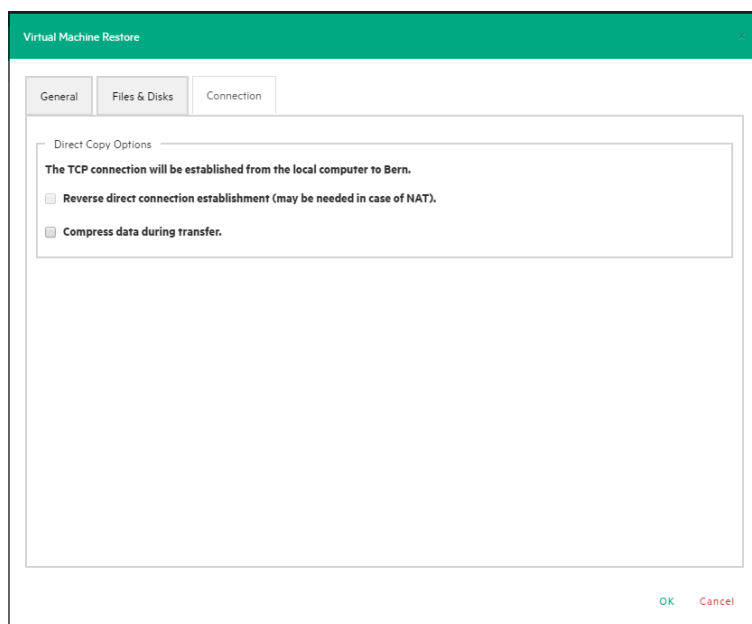 Virtual Machine Restore
General
Files & Disks
Connection
Direct Copy Options
The TCP connection will be established from the local computer to Bern.
Reverse direct connection establishment (may be needed in case of NAT).
Compress data during transfer.
OK
Cancel